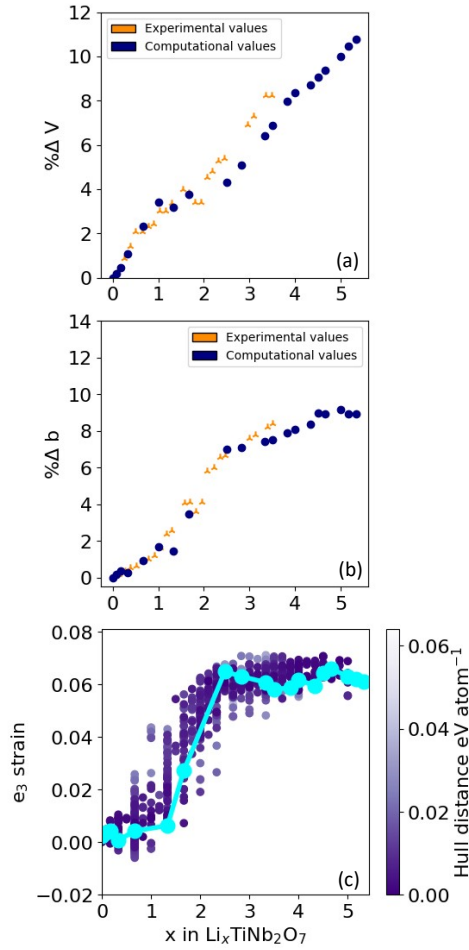 12
10
8
6
4
2
0
%Δ V
Experimental values
Computational values
(a)
0 1 2 3 4 5
14
12
10
8
6
4
2
0
%Δ b
Experimental values
Computational values
(b)
0 1 2 3 4 5
0.08
0.06
0.04
0.02
0.00
−0.02
e₃ strain
(c)
0 1 2 3 4 5
x in LiₓTiNb₂O₇
0.06
0.04
0.02
0.00
Hull distance eV atom⁻¹